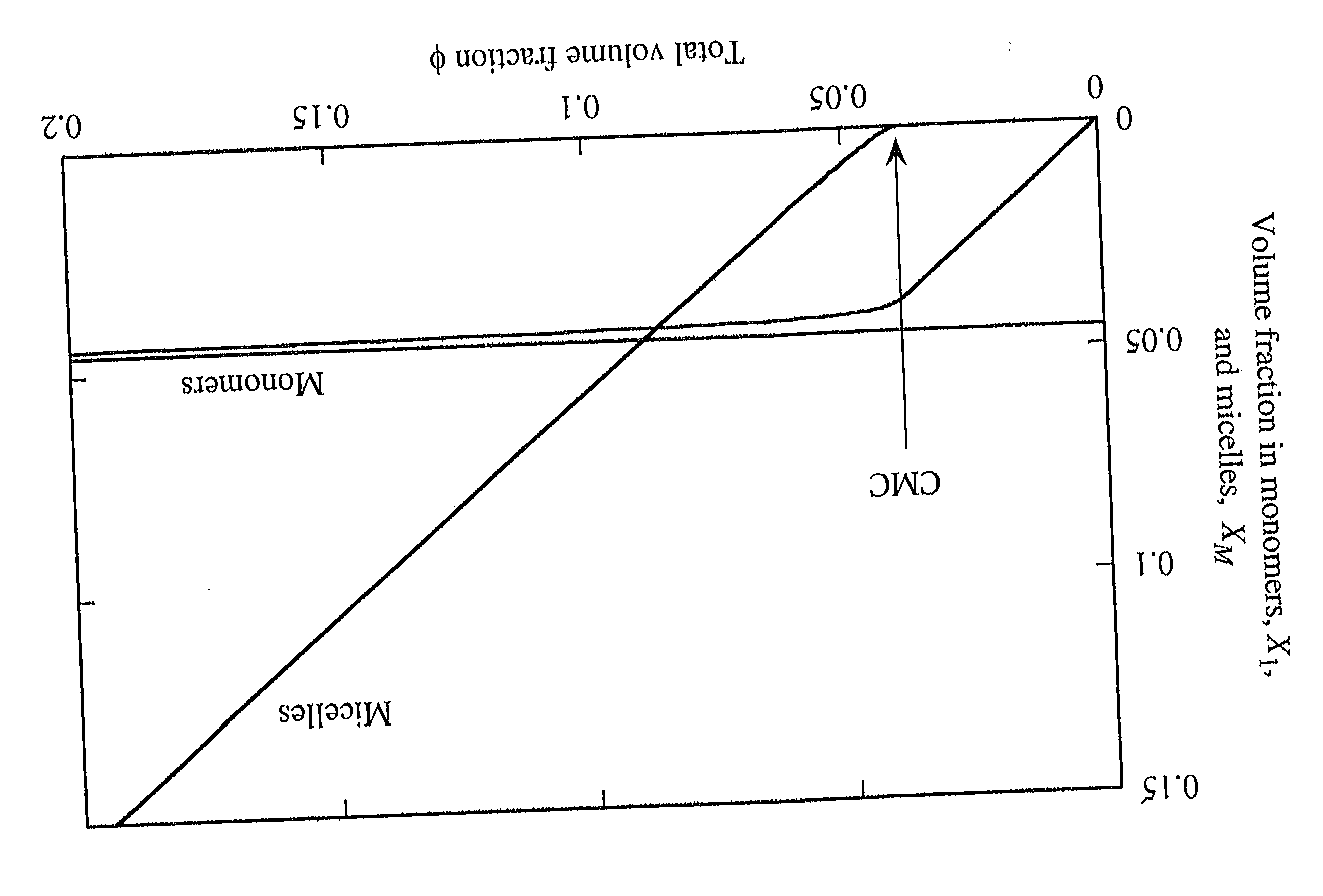 Volume fraction in monomers, X₁,
and micelles, X_M
0.15
0.1
0.05
0
Micelles
CMC
Monomers
0
0.05
0.1
0.15
0.2
Total volume fraction ϕ